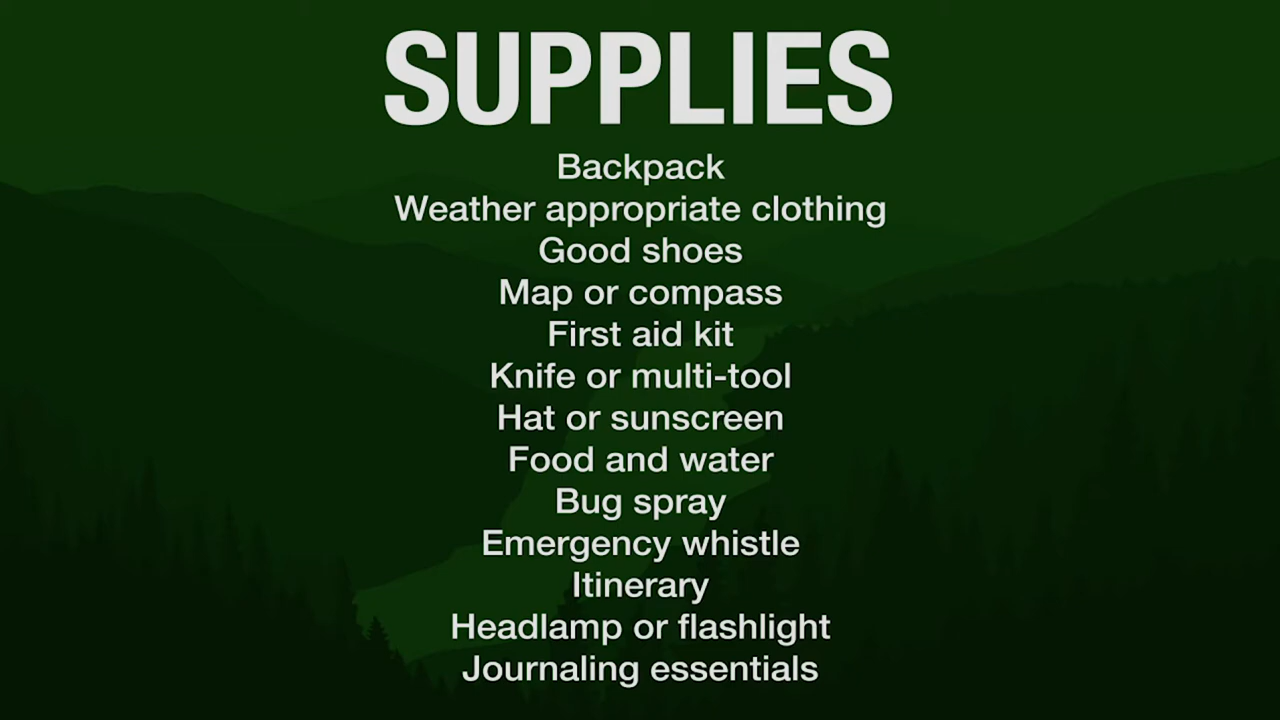 SUPPLIES
Backpack
Weather appropriate clothing
Good shoes
Map or compass
First aid kit
Knife or multi-tool
Hat or sunscreen
Food and water
Bug spray
Emergency whistle
Itinerary
Headlamp or flashlight
Journaling essentials